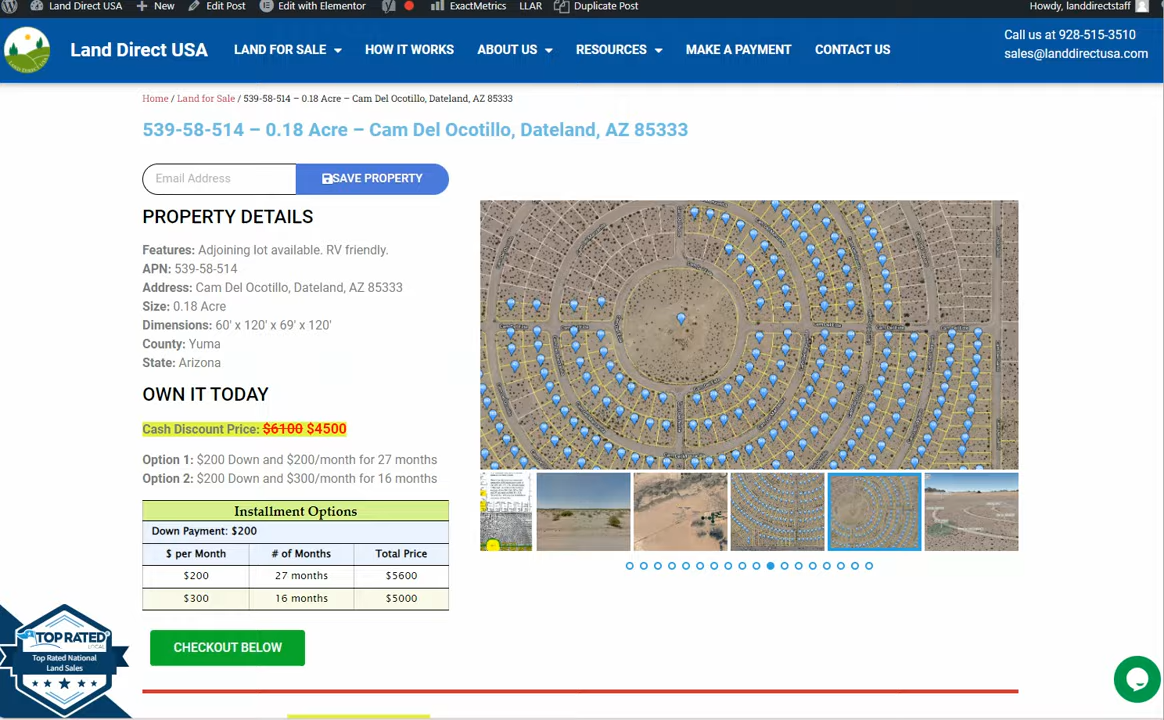 Land Direct USA
New
Edit Post
Edit with Elementor
ExactMetrics
LLAR
Duplicate Post
Howdy, landdirectstaff
Land Direct USA
LAND FOR SALE
HOW IT WORKS
ABOUT US
RESOURCES
MAKE A PAYMENT
CONTACT US
Call us at 928-515-3510
sales@landdirectusa.com
Home / Land for Sale / 539-58-514 – 0.18 Acre – Cam Del Ocotillo, Dateland, AZ 85333
539-58-514 – 0.18 Acre – Cam Del Ocotillo, Dateland, AZ 85333
Email Address
SAVE PROPERTY
PROPERTY DETAILS
Features: Adjoining lot available. RV friendly.
APN: 539-58-514
Address: Cam Del Ocotillo, Dateland, AZ 85333
Size: 0.18 Acre
Dimensions: 60' x 120' x 69' x 120'
County: Yuma
State: Arizona
OWN IT TODAY
Cash Discount Price: $6100 $4500
Option 1: $200 Down and $200/month for 27 months
Option 2: $200 Down and $300/month for 16 months
Installment Options
Down Payment: $200
$ per Month # of Months Total Price
$200 27 months $5600
$300 16 months $5000
TOP RATED
Top Rated National
Land Sales
CHECKOUT BELOW